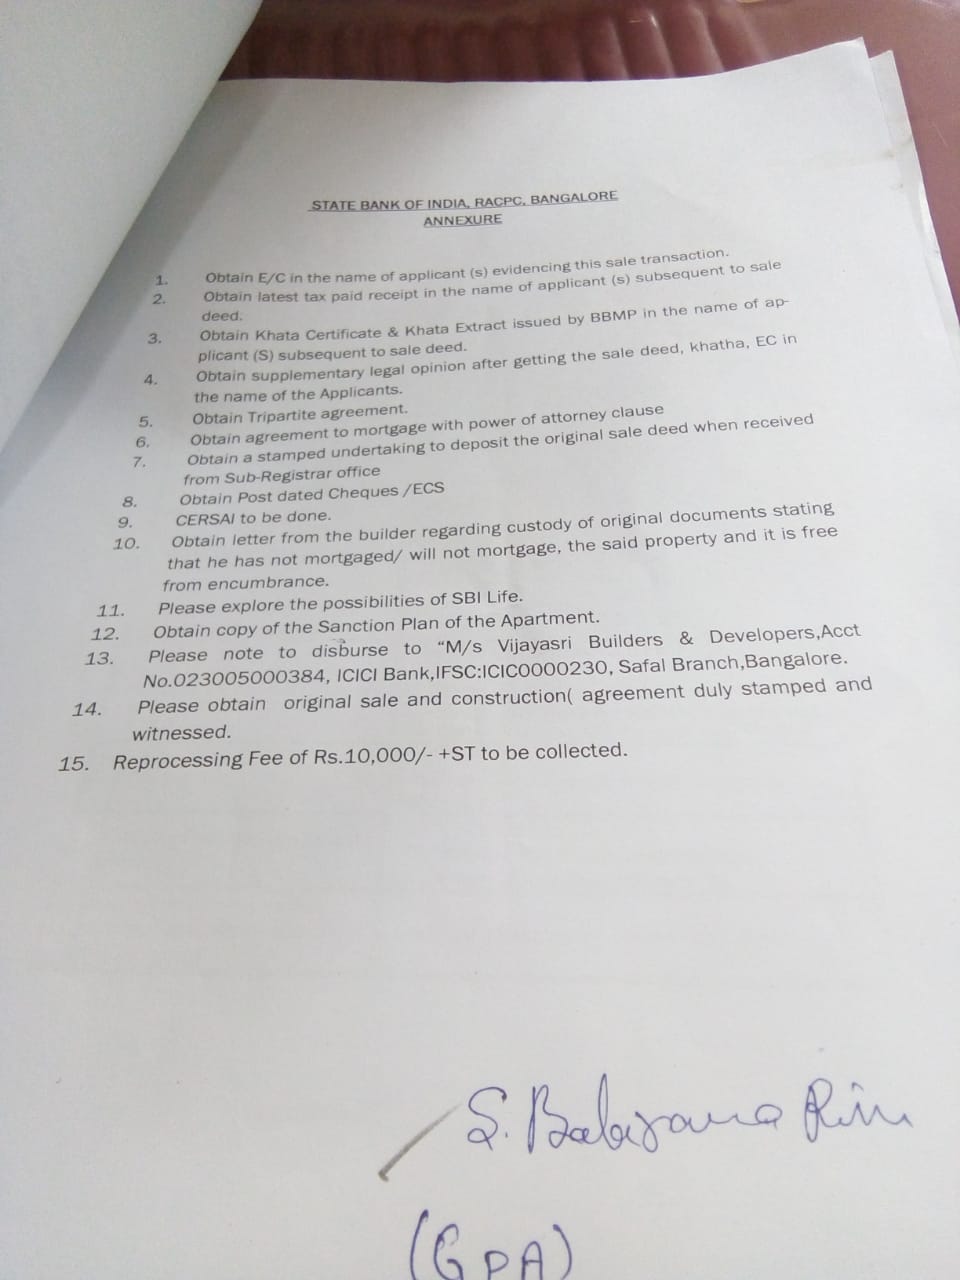 STATE BANK OF INDIA, RACPC, BANGALORE
ANNEXURE
1. Obtain E/C in the name of applicant (s) evidencing this sale transaction.
2. Obtain latest tax paid receipt in the name of applicant (s) subsequent to sale
deed.
3. Obtain Khata Certificate & Khata Extract issued by BBMP in the name of ap-
plicant (S) subsequent to sale deed.
4. Obtain supplementary legal opinion after getting the sale deed, khatha, EC in
the name of the Applicants.
5. Obtain Tripartite agreement.
6. Obtain agreement to mortgage with power of attorney clause
7. Obtain a stamped undertaking to deposit the original sale deed when received
from Sub-Registrar office
8. Obtain Post dated Cheques /ECS
9. CERSAI to be done.
10. Obtain letter from the builder regarding custody of original documents stating
that he has not mortgaged/ will not mortgage, the said property and it is free
from encumbrance.
11. Please explore the possibilities of SBI Life.
12. Obtain copy of the Sanction Plan of the Apartment.
13. Please note to disburse to “M/s Vijayasri Builders & Developers,Acct
No.023005000384, ICICI Bank,IFSC:ICIC0000230, Safal Branch,Bangalore.
14. Please obtain original sale and construction( agreement duly stamped and
witnessed.
15. Reprocessing Fee of Rs.10,000/- +ST to be collected.
S.
(GPA)